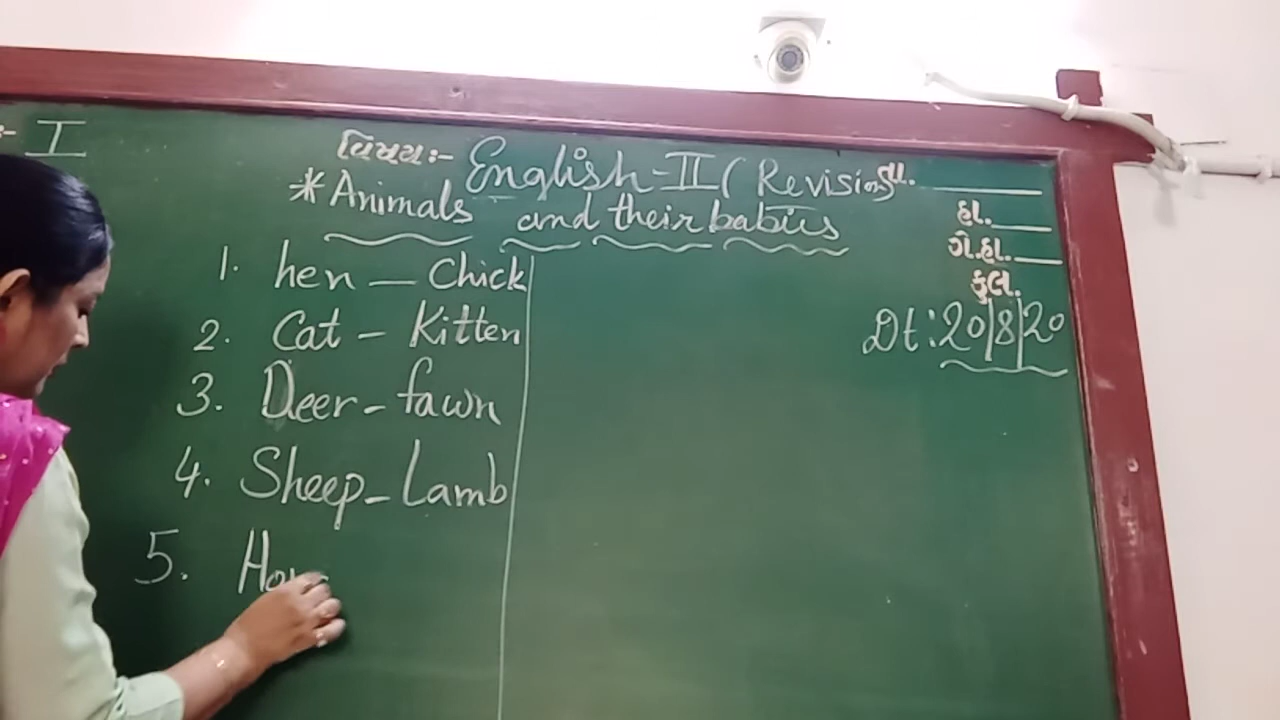 :- I
વિષય:- English-II ( Revision
તા.
* Animals and their babies
હા.
ગે.હા.
કુલ.
Dt: 20|8|20
1. hen — Chick
2. Cat - Kitten
3. Deer - fawn
4. Sheep - Lamb
5.